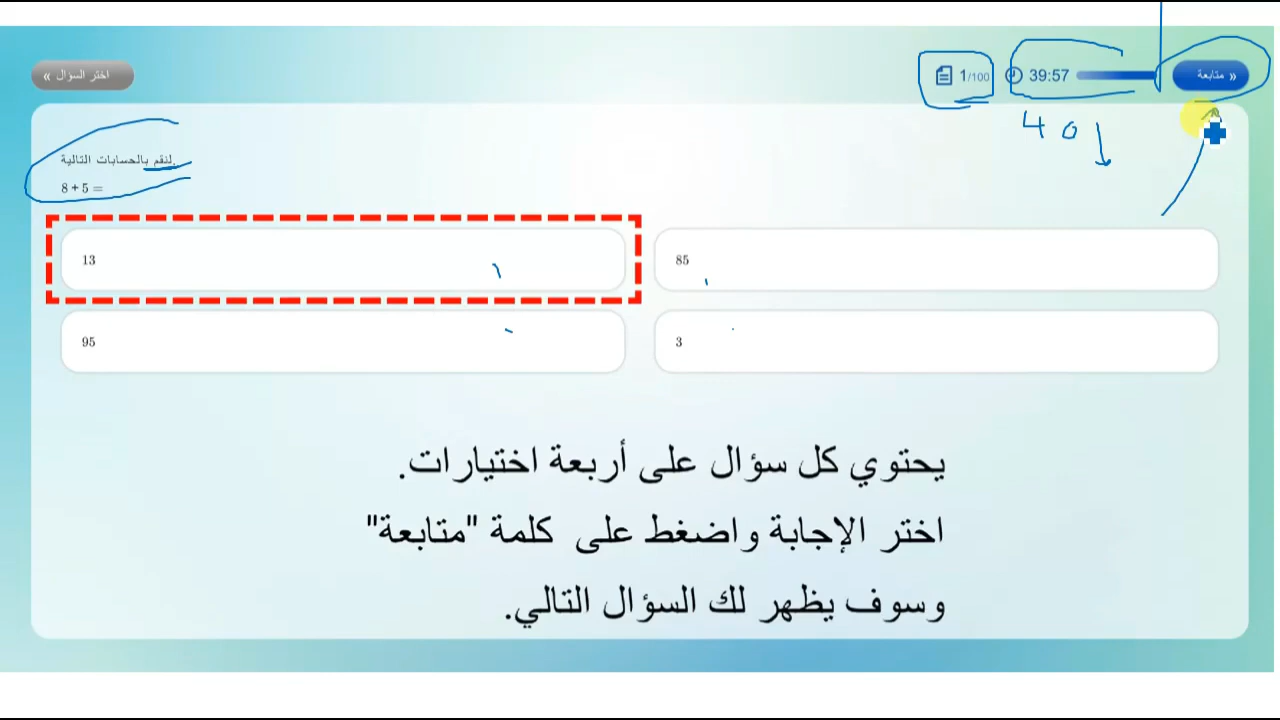 اختر السؤال »
1/100
39:57
متابعة »
40
لنقم بالحسابات التالية.
8 + 5 =
13
85
95
3
يحتوي كل سؤال على أربعة اختيارات.
اختر الإجابة واضغط على كلمة "متابعة"
وسوف يظهر لك السؤال التالي.